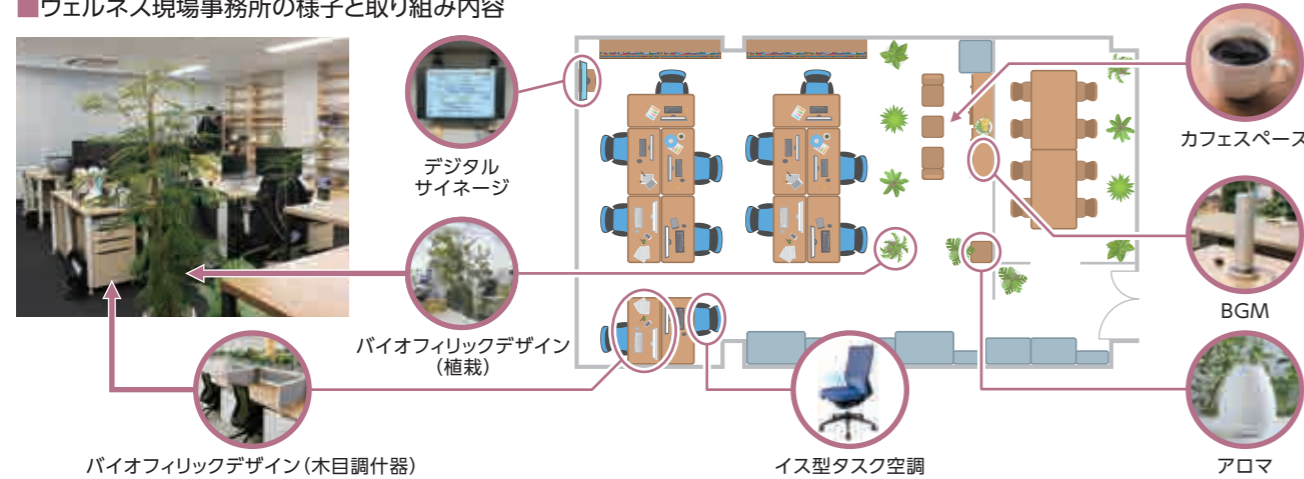 ■ウェルネス現場事務所の様子と取り組み内容
デジタル
サイネージ
カフェスペース
バイオフィリックデザイン
(植栽)
BGM
バイオフィリックデザイン(木目調什器)
イス型タスク空調
アロマ